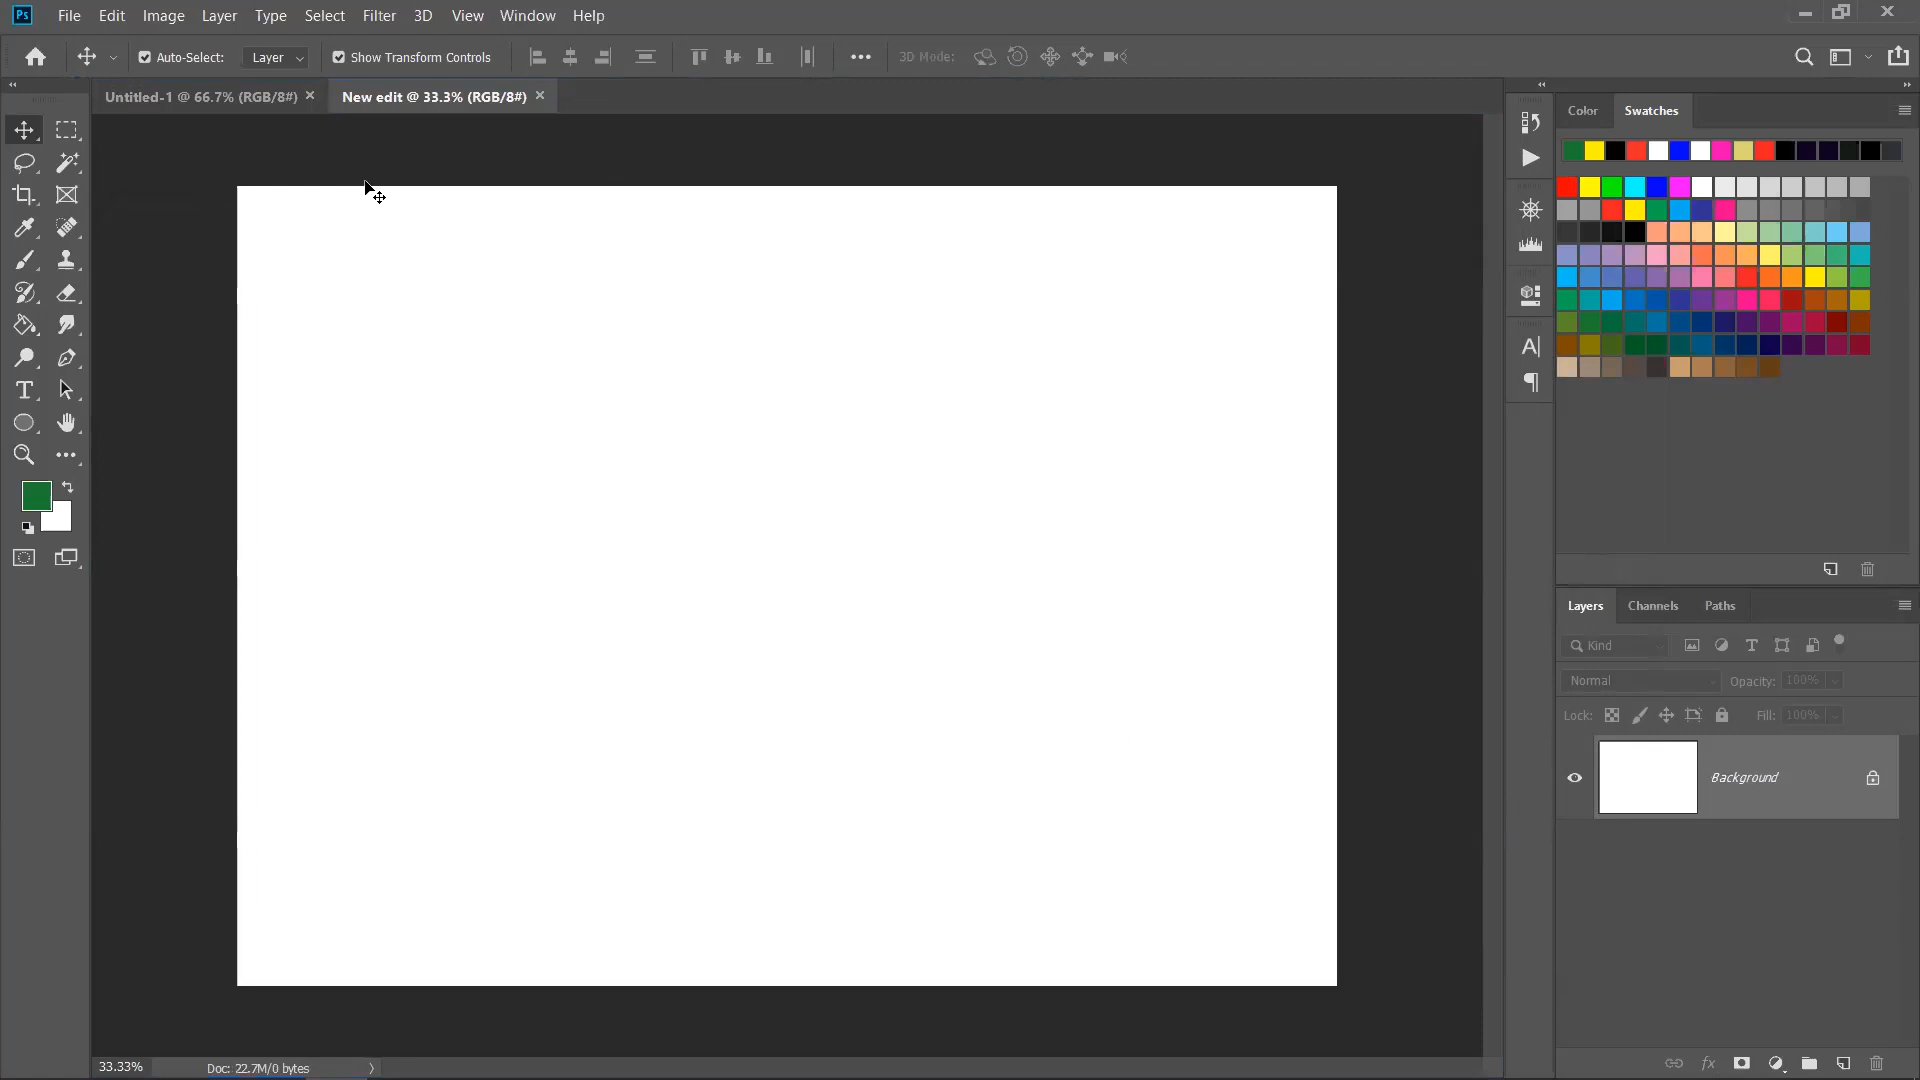 Ps File Edit Image Layer Type Select Filter 3D View Window Help
Auto-Select: Layer Show Transform Controls 3D Mode:
Untitled-1 @ 66.7% (RGB/8#) New edit @ 33.3% (RGB/8#)
Color Swatches
Layers Channels Paths
Kind
Normal Opacity: 100%
Lock: Fill: 100%
Background
fx
33.33% Doc: 22.7M/0 bytes